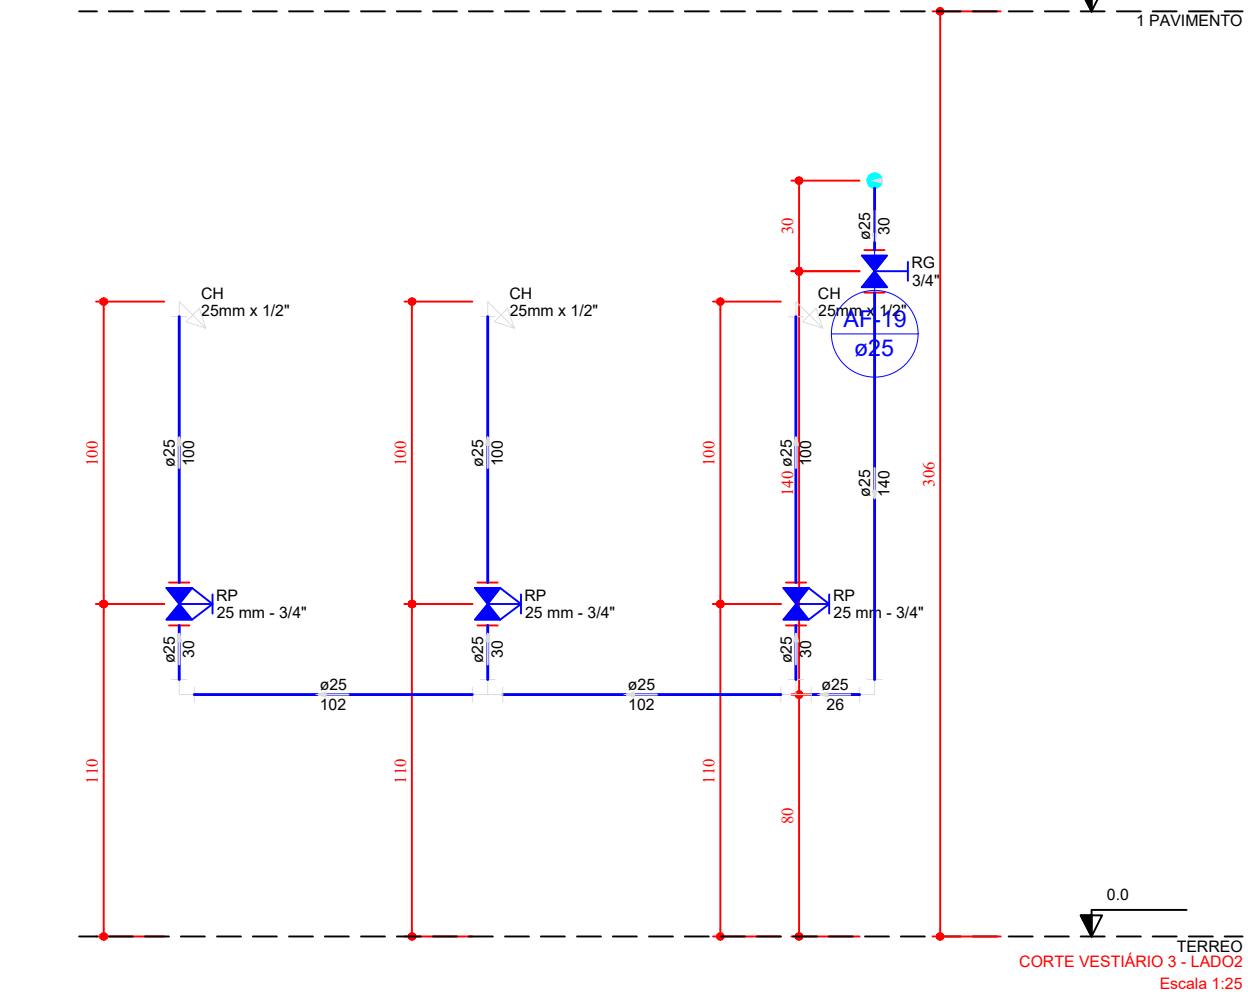 1 PAVIMENTO
30
ø25
30
RG
3/4"
CH
25mm x 1/2"
CH
25mm x 1/2"
CH
25mm x 1/2"
AF-19
ø25
100
ø25
100
100
ø25
100
100
ø25
100
140
ø25
140
306
RP
25 mm - 3/4"
RP
25 mm - 3/4"
RP
25 mm - 3/4"
ø25
30
ø25
30
ø25
30
ø25
102
ø25
102
ø25
26
110
110
110
80
0.0
TERREO
CORTE VESTIÁRIO 3 - LADO2
Escala 1:25